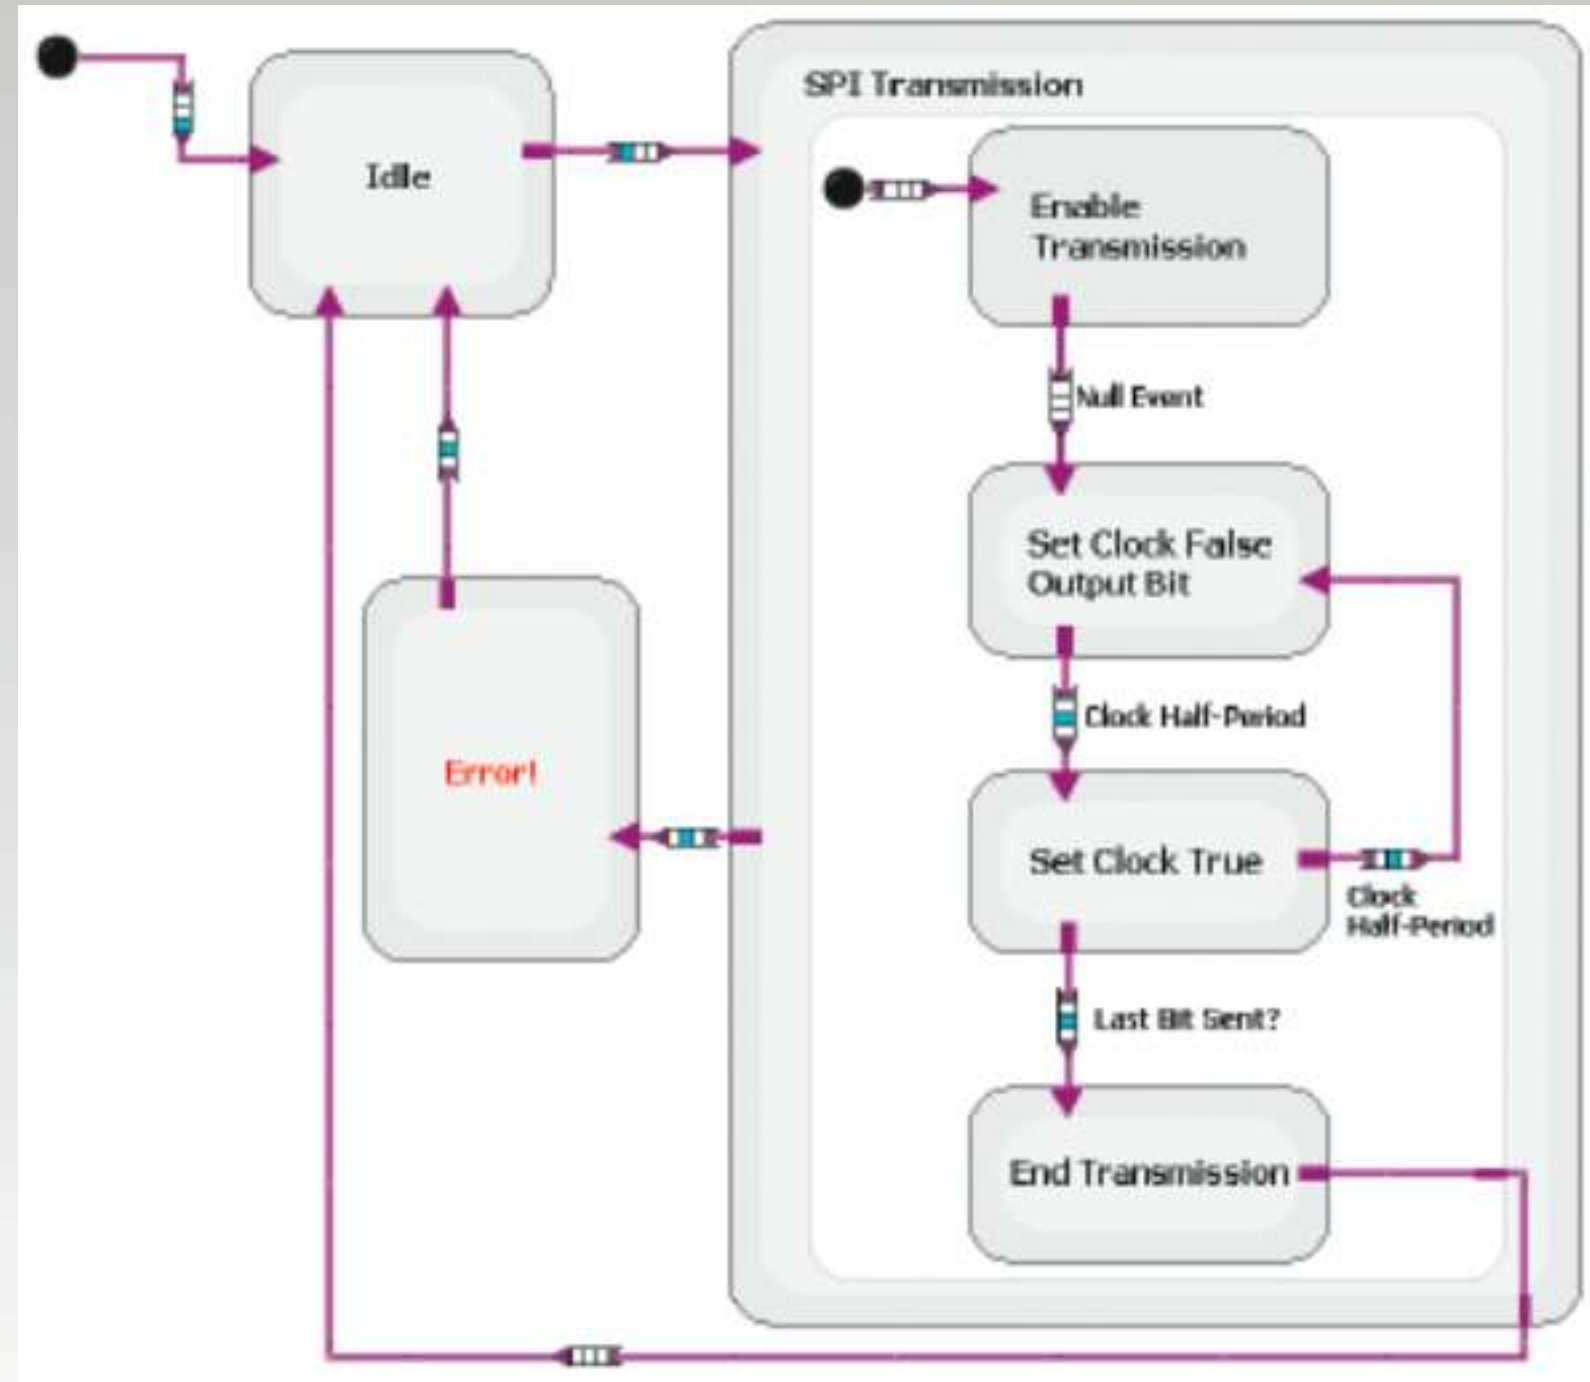 SPI Transmission
Idle
Enable
Transmission
Null Event
Set Clock False
Output Bit
Clock Half-Period
Error!
Set Clock True
Clock
Half-Period
Last Bit Sent?
End Transmission